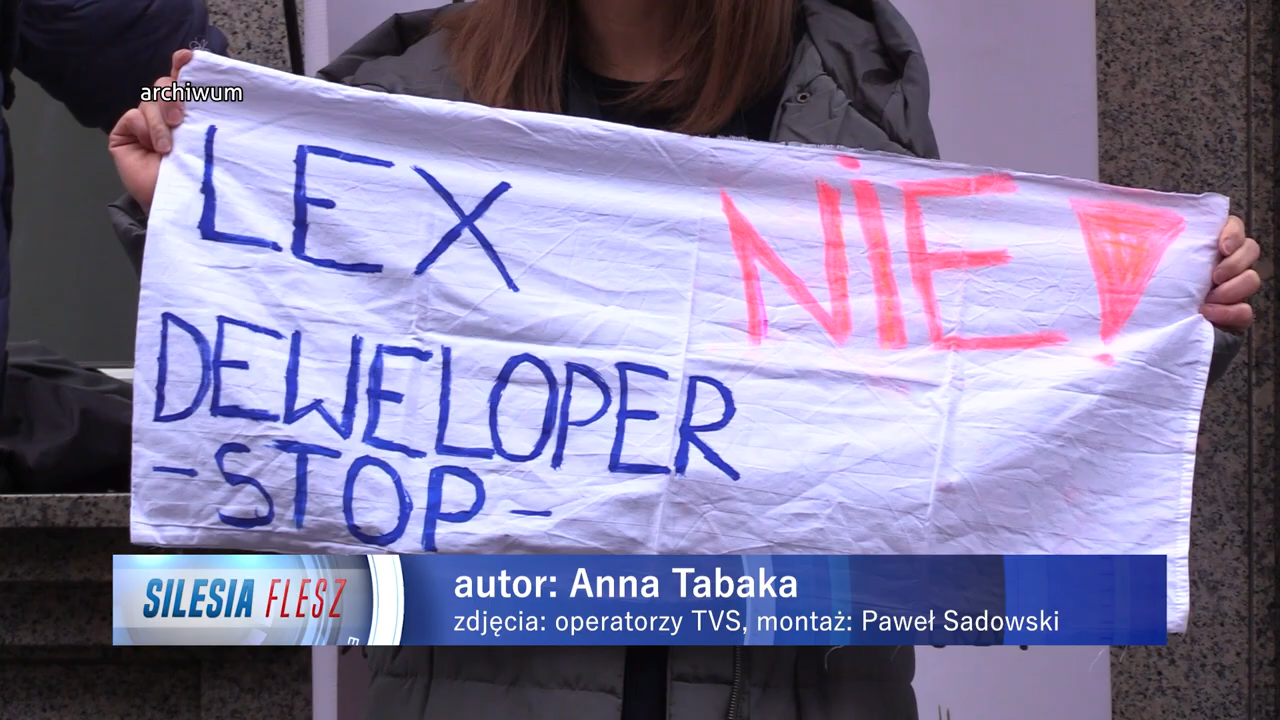 archiwum
LEX NIE!
DEWELOPER
-STOP-
SILESIA FLESZ
autor: Anna Tabaka
zdjęcia: operatorzy TVS, montaż: Paweł Sadowski